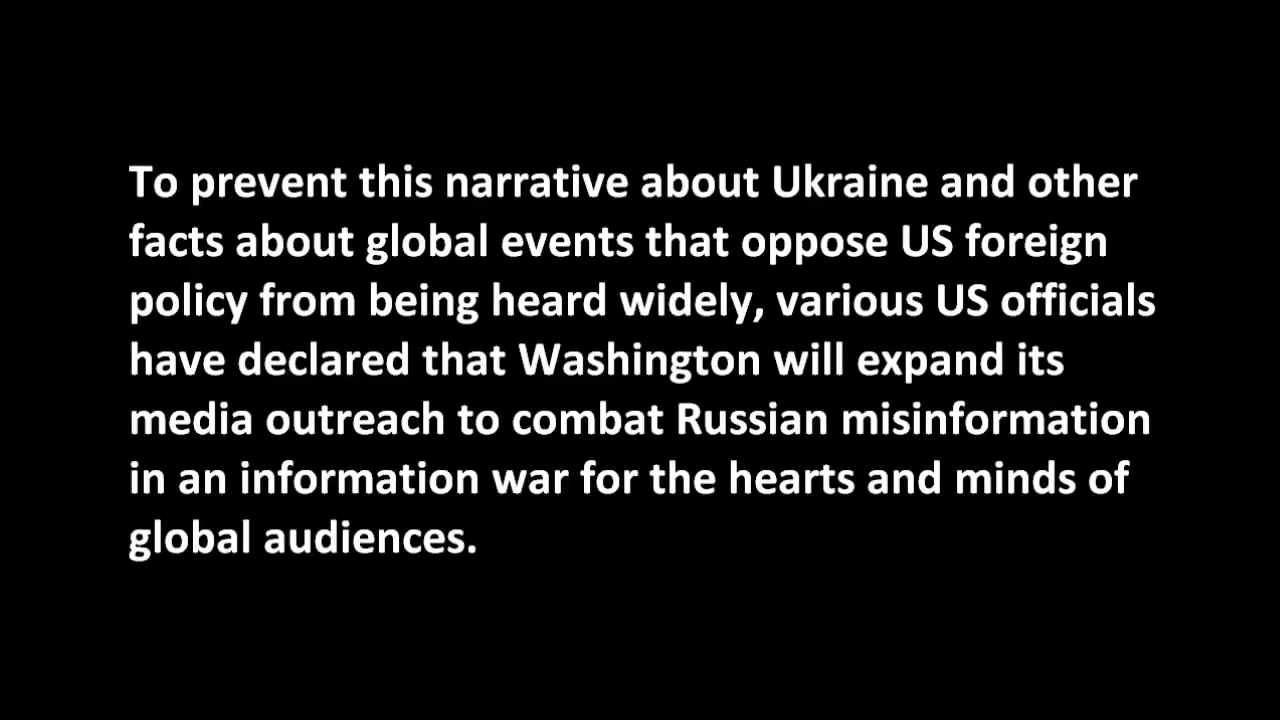 To prevent this narrative about Ukraine and other
facts about global events that oppose US foreign
policy from being heard widely, various US officials
have declared that Washington will expand its
media outreach to combat Russian misinformation
in an information war for the hearts and minds of
global audiences.